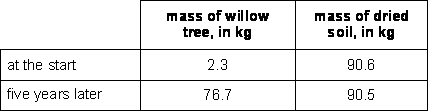 mass of willow tree, in kg
mass of dried soil, in kg
at the start 2.3 90.6
five years later 76.7 90.5